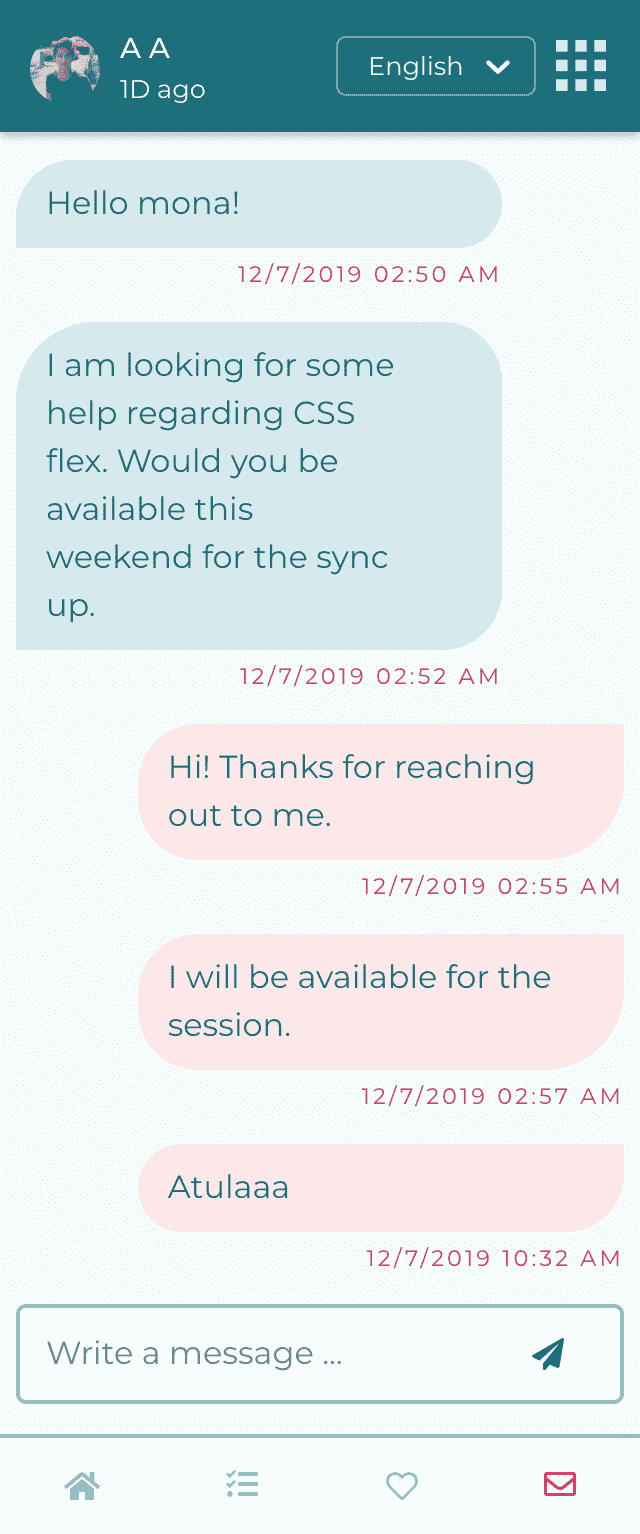 A A
1D ago
English
Hello mona!
12/7/2019 02:50 AM
I am looking for some
help regarding CSS
flex. Would you be
available this
weekend for the sync
up.
12/7/2019 02:52 AM
Hi! Thanks for reaching
out to me.
12/7/2019 02:55 AM
I will be available for the
session.
12/7/2019 02:57 AM
Atulaaa
12/7/2019 10:32 AM
Write a message ...